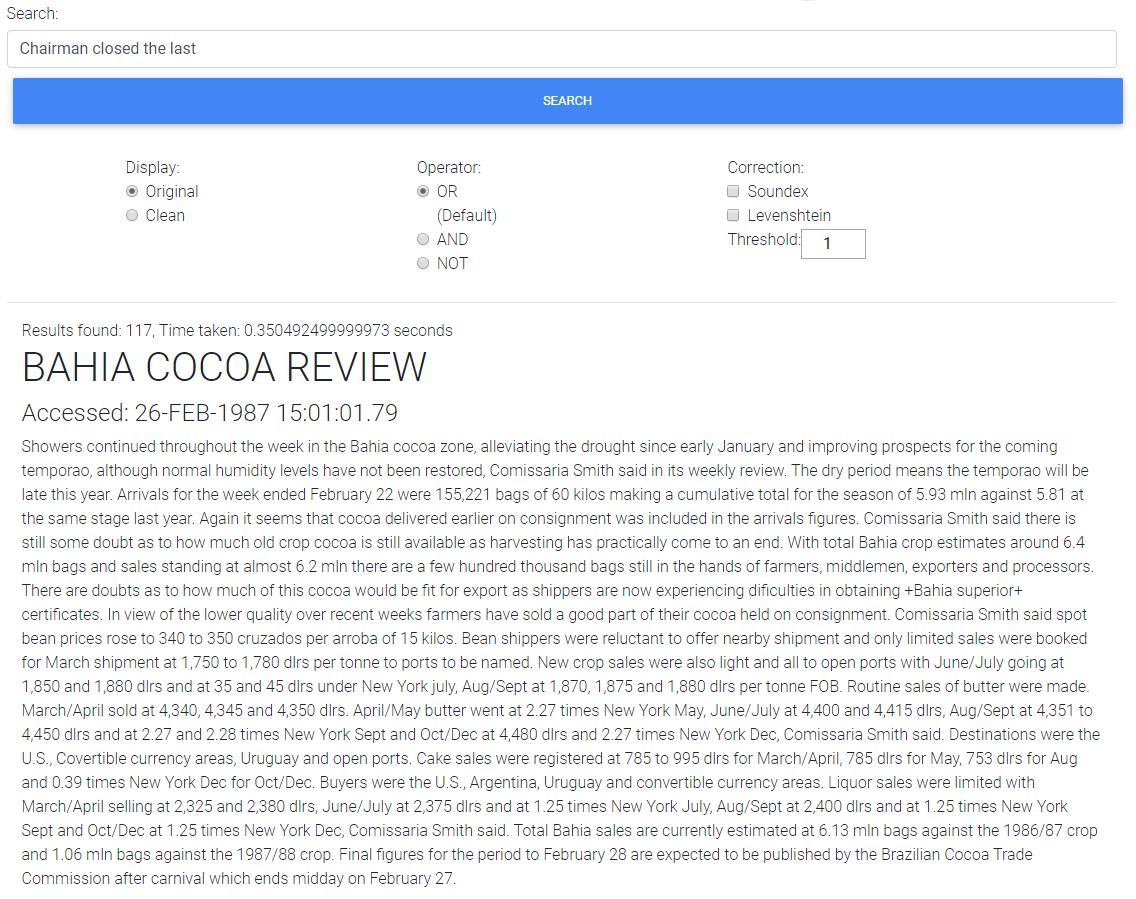 Search:
Chairman closed the last
SEARCH
Display:
Original
Clean
Operator:
OR
(Default)
AND
NOT
Correction:
Soundex
Levenshtein
Threshold: 1
Results found: 117, Time taken: 0.350492499999973 seconds
BAHIA COCOA REVIEW
Accessed: 26-FEB-1987 15:01:01.79
Showers continued throughout the week in the Bahia cocoa zone, alleviating the drought since early January and improving prospects for the coming
temporao, although normal humidity levels have not been restored, Comissaria Smith said in its weekly review. The dry period means the temporao will be
late this year. Arrivals for the week ended February 22 were 155,221 bags of 60 kilos making a cumulative total for the season of 5.93 mln against 5.81 at
the same stage last year. Again it seems that cocoa delivered earlier on consignment was included in the arrivals figures. Comissaria Smith said there is
still some doubt as to how much old crop cocoa is still available as harvesting has practically come to an end. With total Bahia crop estimates around 6.4
mln bags and sales standing at almost 6.2 mln there are a few hundred thousand bags still in the hands of farmers, middlemen, exporters and processors.
There are doubts as to how much of this cocoa would be fit for export as shippers are now experiencing dificulties in obtaining +Bahia superior+
certificates. In view of the lower quality over recent weeks farmers have sold a good part of their cocoa held on consignment. Comissaria Smith said spot
bean prices rose to 340 to 350 cruzados per arroba of 15 kilos. Bean shippers were reluctant to offer nearby shipment and only limited sales were booked
for March shipment at 1,750 to 1,780 dlrs per tonne to ports to be named. New crop sales were also light and all to open ports with June/July going at
1,850 and 1,880 dlrs and at 35 and 45 dlrs under New York july, Aug/Sept at 1,870, 1,875 and 1,880 dlrs per tonne FOB. Routine sales of butter were made.
March/April sold at 4,340, 4,345 and 4,350 dlrs. April/May butter went at 2.27 times New York May, June/July at 4,400 and 4,415 dlrs, Aug/Sept at 4,351 to
4,450 dlrs and at 2.27 and 2.28 times New York Sept and Oct/Dec at 4,480 dlrs and 2.27 times New York Dec, Comissaria Smith said. Destinations were the
U.S., Covertible currency areas, Uruguay and open ports. Cake sales were registered at 785 to 995 dlrs for March/April, 785 dlrs for May, 753 dlrs for Aug
and 0.39 times New York Dec for Oct/Dec. Buyers were the U.S., Argentina, Uruguay and convertible currency areas. Liquor sales were limited with
March/April selling at 2,325 and 2,380 dlrs, June/July at 2,375 dlrs and at 1.25 times New York July, Aug/Sept at 2,400 dlrs and at 1.25 times New York
Sept and Oct/Dec at 1.25 times New York Dec, Comissaria Smith said. Total Bahia sales are currently estimated at 6.13 mln bags against the 1986/87 crop
and 1.06 mln bags against the 1987/88 crop. Final figures for the period to February 28 are expected to be published by the Brazilian Cocoa Trade
Commission after carnival which ends midday on February 27.